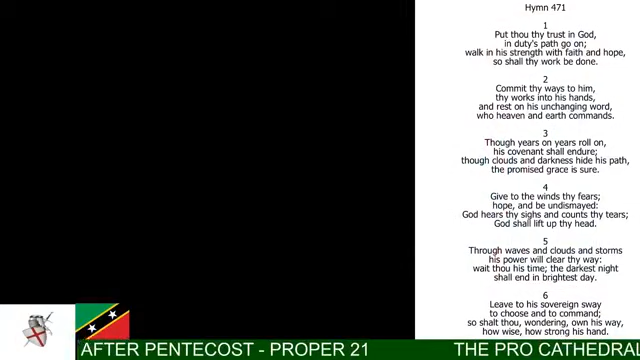 Hymn 471
1
Put thou thy trust in God,
in duty's path go on;
walk in his strength with faith and hope,
so shall thy work be done.
2
Commit thy ways to him,
thy works into his hands,
and rest on his unchanging word,
who heaven and earth commands.
3
Though years on years roll on,
his covenant shall endure;
though clouds and darkness hide his path,
the promised grace is sure.
4
Give to the winds thy fears;
hope, and be undismayed:
God hears thy sighs and counts thy tears;
God shall lift up thy head.
5
Through waves and clouds and storms
his power will clear thy way:
wait thou his time; the darkest night
shall end in brightest day.
6
Leave to his sovereign sway
to choose and to command;
so shalt thou, wondering, own his way,
how wise, how strong his hand.
AFTER PENTECOST - PROPER 21 THE PRO CATHEDRAL